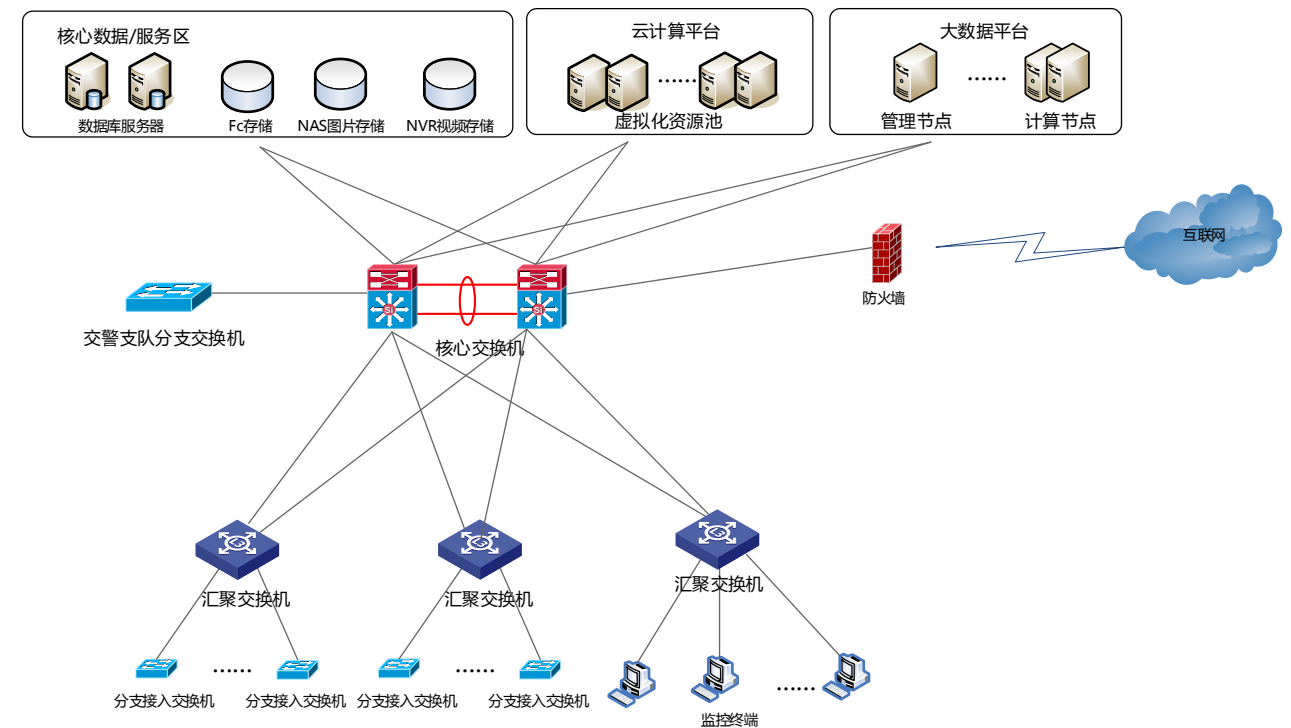 核心数据/服务区
云计算平台
大数据平台
数据库服务器
Fc存储
NAS图片存储
NVR视频存储
......
虚拟化资源池
......
管理节点
计算节点
互联网
防火墙
交警支队分支交换机
Si
Si
核心交换机
L3
L3
L3
汇聚交换机
汇聚交换机
汇聚交换机
......
......
......
分支接入交换机
分支接入交换机
分支接入交换机
分支接入交换机
监控终端